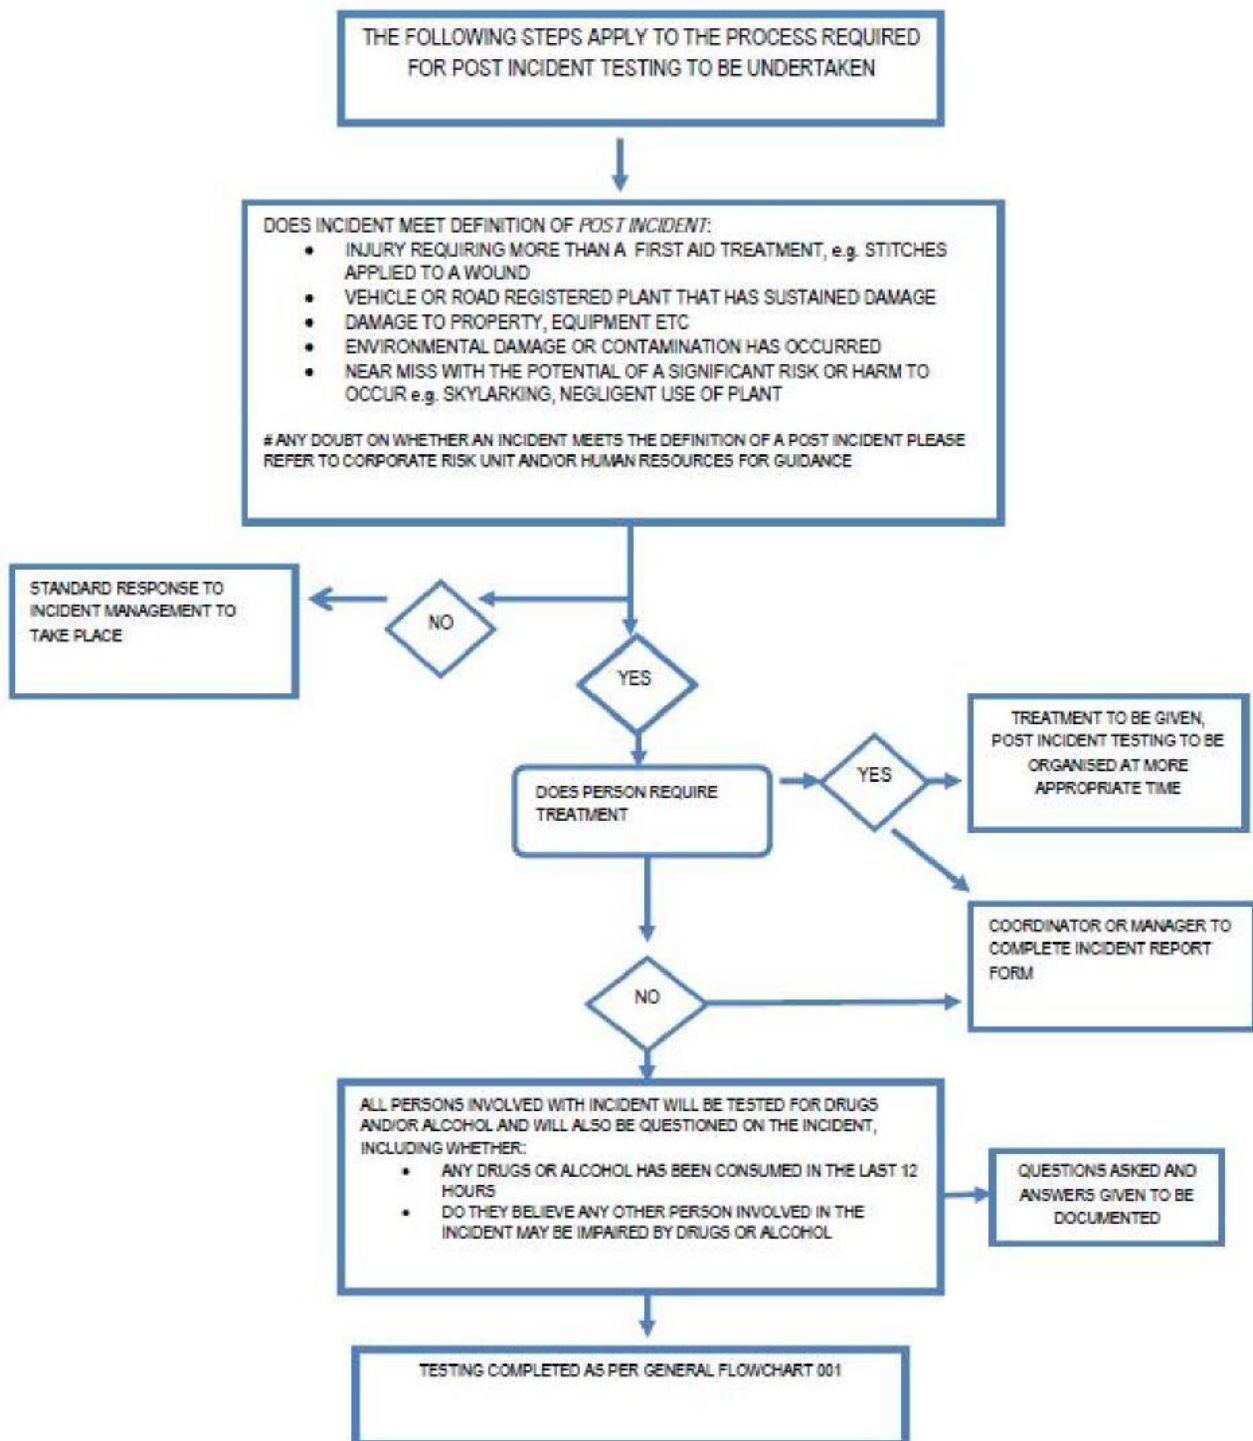 THE FOLLOWING STEPS APPLY TO THE PROCESS REQUIRED
FOR POST INCIDENT TESTING TO BE UNDERTAKEN
DOES INCIDENT MEET DEFINITION OF POST INCIDENT:
• INJURY REQUIRING MORE THAN A FIRST AID TREATMENT, e.g. STITCHES
APPLIED TO A WOUND
• VEHICLE OR ROAD REGISTERED PLANT THAT HAS SUSTAINED DAMAGE
• DAMAGE TO PROPERTY, EQUIPMENT ETC
• ENVIRONMENTAL DAMAGE OR CONTAMINATION HAS OCCURRED
• NEAR MISS WITH THE POTENTIAL OF A SIGNIFICANT RISK OR HARM TO
OCCUR e.g. SKYLARKING, NEGLIGENT USE OF PLANT
# ANY DOUBT ON WHETHER AN INCIDENT MEETS THE DEFINITION OF A POST INCIDENT PLEASE
REFER TO CORPORATE RISK UNIT AND/OR HUMAN RESOURCES FOR GUIDANCE
STANDARD RESPONSE TO
INCIDENT MANAGEMENT TO
TAKE PLACE
NO
YES
DOES PERSON REQUIRE
TREATMENT
YES
TREATMENT TO BE GIVEN,
POST INCIDENT TESTING TO BE
ORGANISED AT MORE
APPROPRIATE TIME
COORDINATOR OR MANAGER TO
COMPLETE INCIDENT REPORT
FORM
NO
ALL PERSONS INVOLVED WITH INCIDENT WILL BE TESTED FOR DRUGS
AND/OR ALCOHOL AND WILL ALSO BE QUESTIONED ON THE INCIDENT,
INCLUDING WHETHER:
• ANY DRUGS OR ALCOHOL HAS BEEN CONSUMED IN THE LAST 12
HOURS
• DO THEY BELIEVE ANY OTHER PERSON INVOLVED IN THE
INCIDENT MAY BE IMPAIRED BY DRUGS OR ALCOHOL
QUESTIONS ASKED AND
ANSWERS GIVEN TO BE
DOCUMENTED
TESTING COMPLETED AS PER GENERAL FLOWCHART 001